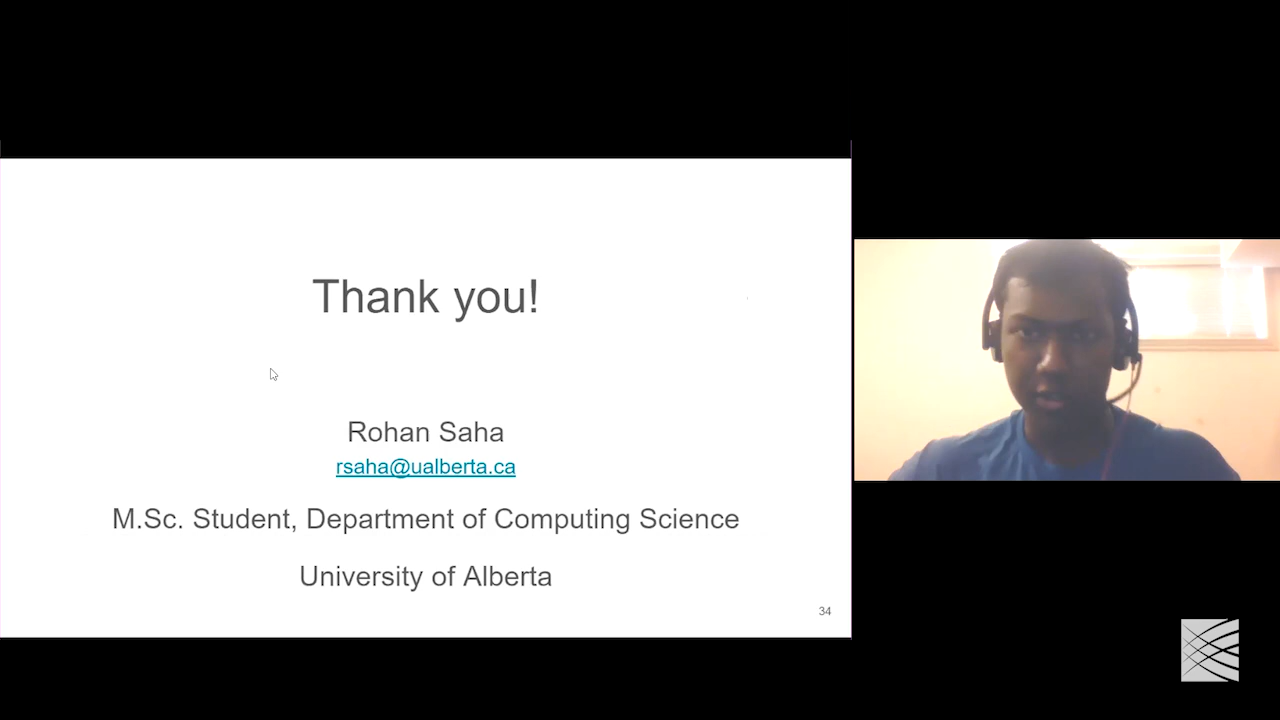 Thank you!
Rohan Saha
rsaha@ualberta.ca
M.Sc. Student, Department of Computing Science
University of Alberta
34